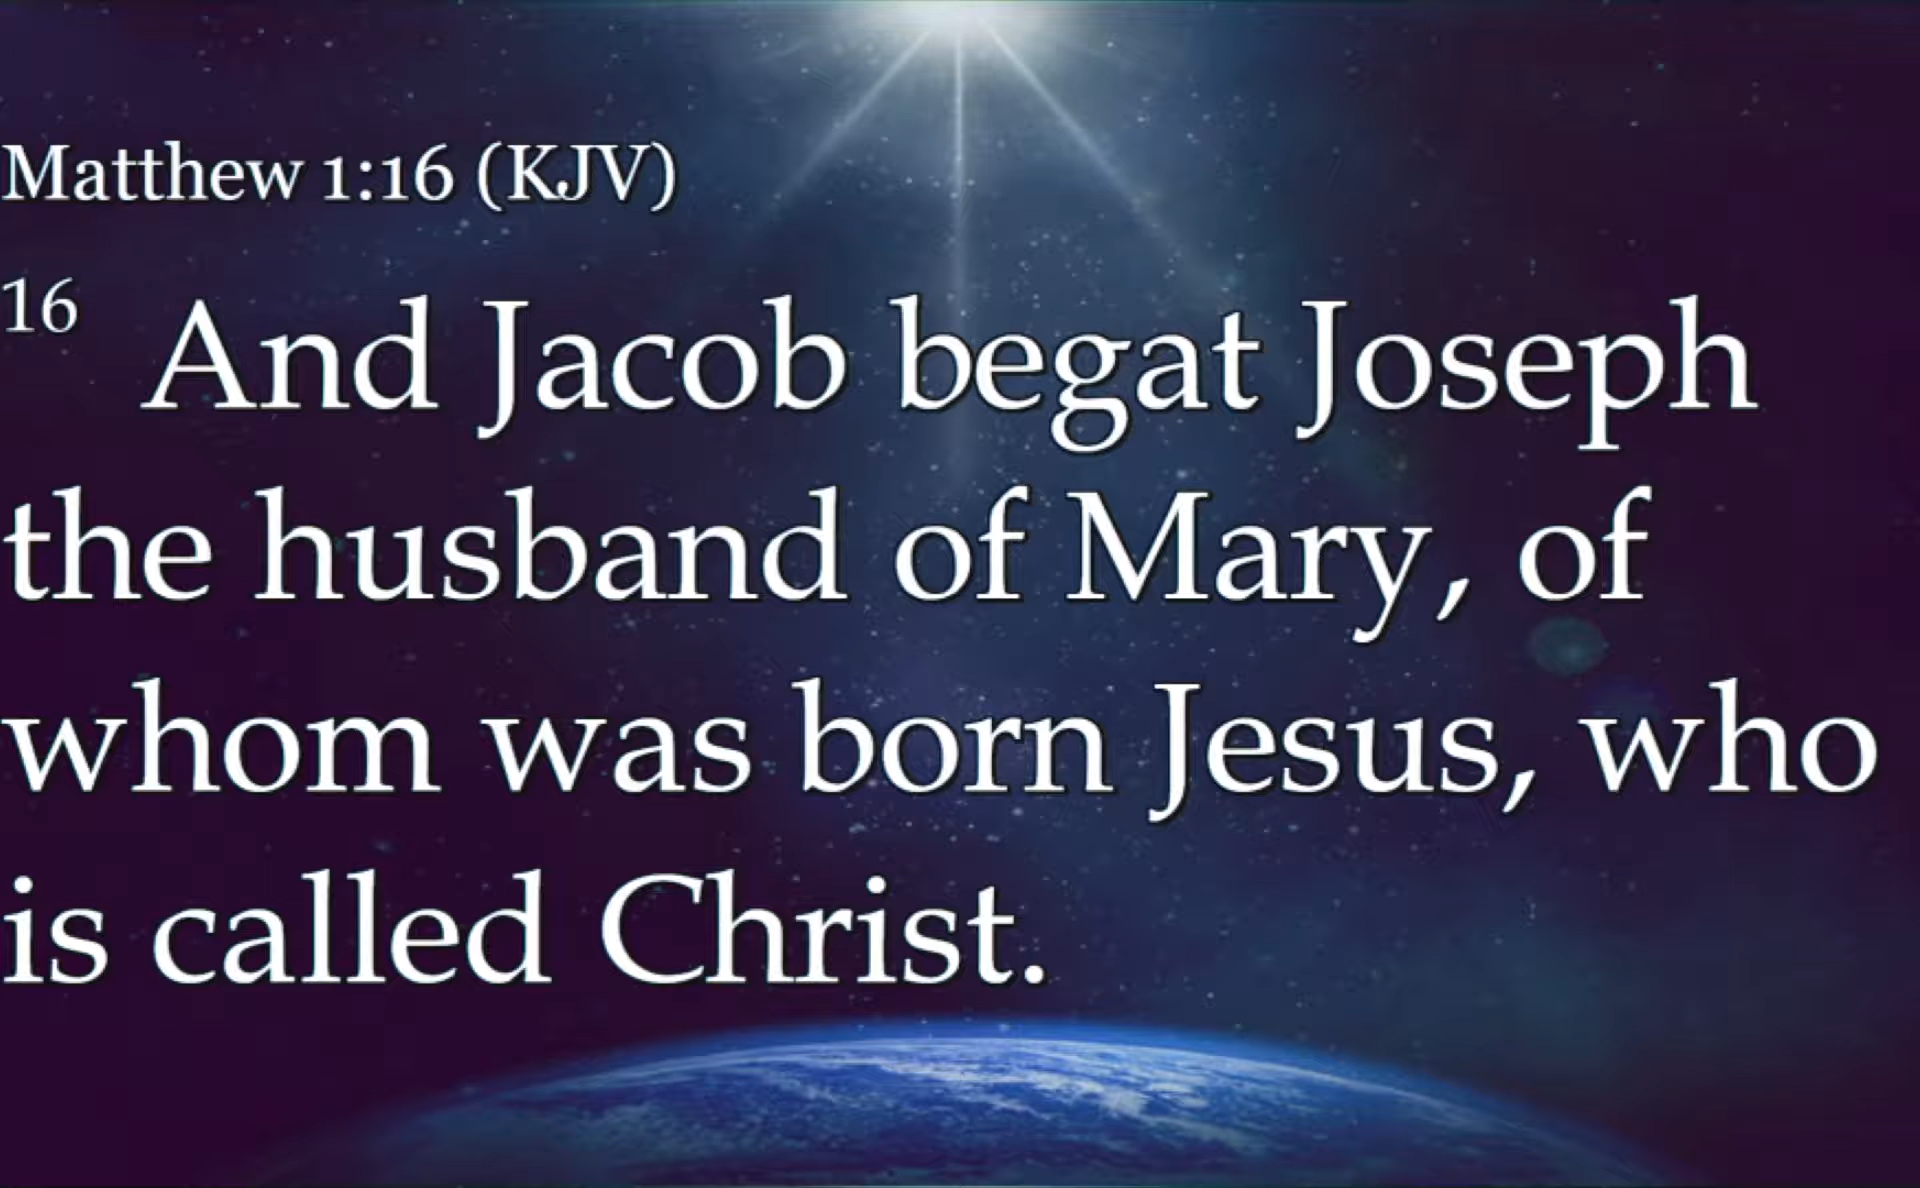 Matthew 1:16 (KJV)
16 And Jacob begat Joseph
the husband of Mary, of
whom was born Jesus, who
is called Christ.